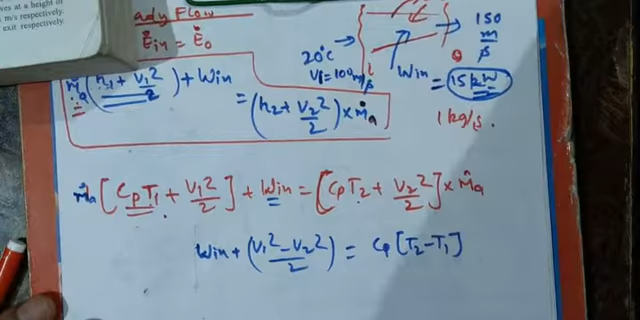 ves at a height of
m/s respectively.
exit respectively.
ady Flow
Ėin = Ė0
ṁa (h1 + V1²/2) + Win
= (h2 + V2²/2) × ṁa
20°C
V1 = 100 m/s
150 m/s
Win = 15 kW
1 kg/s.
ṁa [CpT1 + V1²/2] + Win = [CpT2 + V2²/2] × ṁa
Win + (V1² - V2²/2) = Cp [T2 - T1]